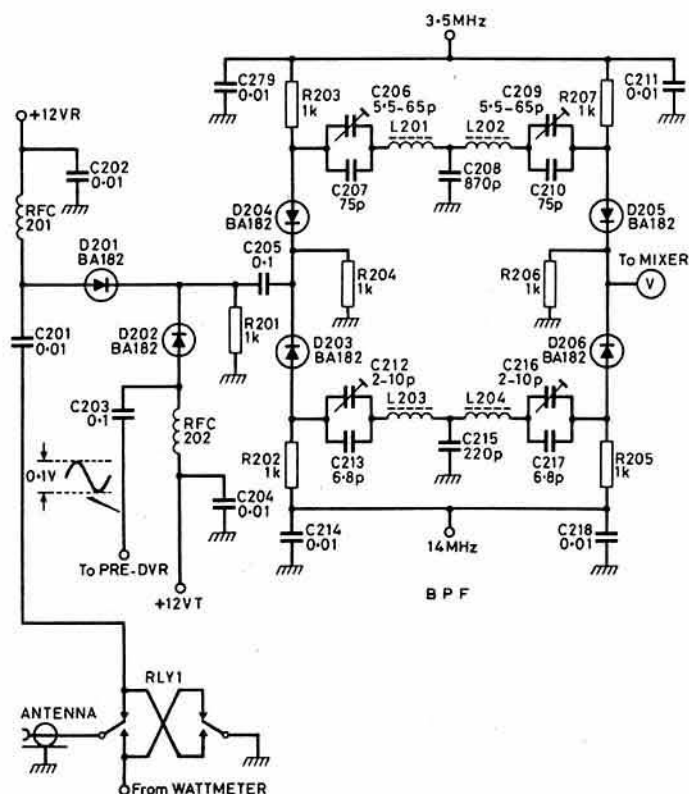 3·5MHz
C279
0·01
R203
1k
C206
5·5–65p
L201
L202
C209
5·5–65p
R207
1k
C211
0·01
+12VR
C202
0·01
RFC
201
C207
75p
C208
870p
C210
75p
D201
BA182
C205
0·1
D204
BA182
D205
BA182
R204
1k
R206
1k
To MIXER
V
C201
0·01
D202
BA182
R201
1k
D203
BA182
D206
BA182
C212
2–10p
L203
L204
C216
2–10p
C203
0·1
RFC
202
R202
1k
C213
6·8p
C215
220p
C217
6·8p
R205
1k
0·1V
C204
0·01
C214
0·01
14MHz
C218
0·01
To PRE-DVR
+12VT
B P F
RLY1
ANTENNA
From WATTMETER